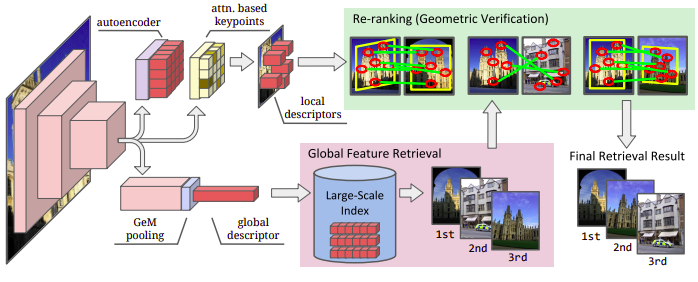 autoencoder
attn. based
keypoints
Re-ranking (Geometric Verification)
local
descriptors
Global Feature Retrieval
Final Retrieval Result
Large-Scale
Index
GeM
pooling
global
descriptor
1st
2nd
3rd
1st
2nd
3rd